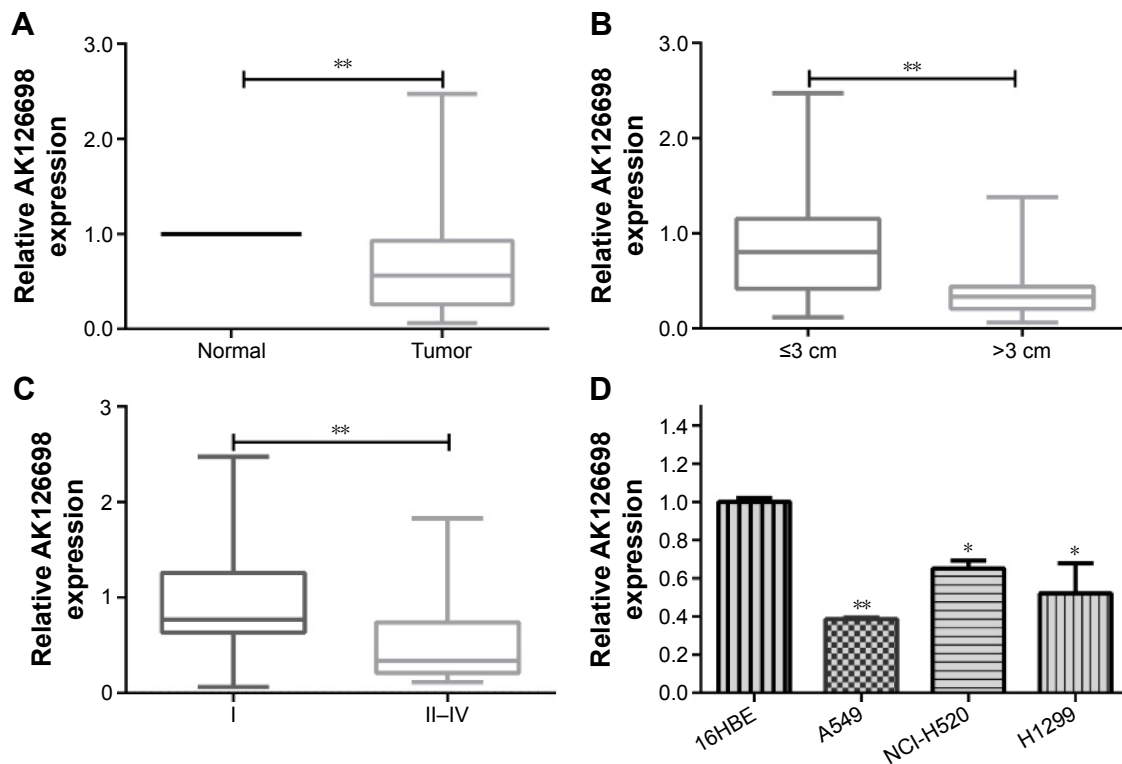 A
Relative AK126698
expression
3.0
2.0
1.0
0.0
**
Normal
Tumor
B
Relative AK126698
expression
3.0
2.0
1.0
0.0
**
≤3 cm
>3 cm
C
Relative AK126698
expression
3
2
1
0
**
I
II–IV
D
Relative AK126698
expression
1.4
1.2
1.0
0.8
0.6
0.4
0.2
0.0
**
*
*
16HBE
A549
NCI-H520
H1299